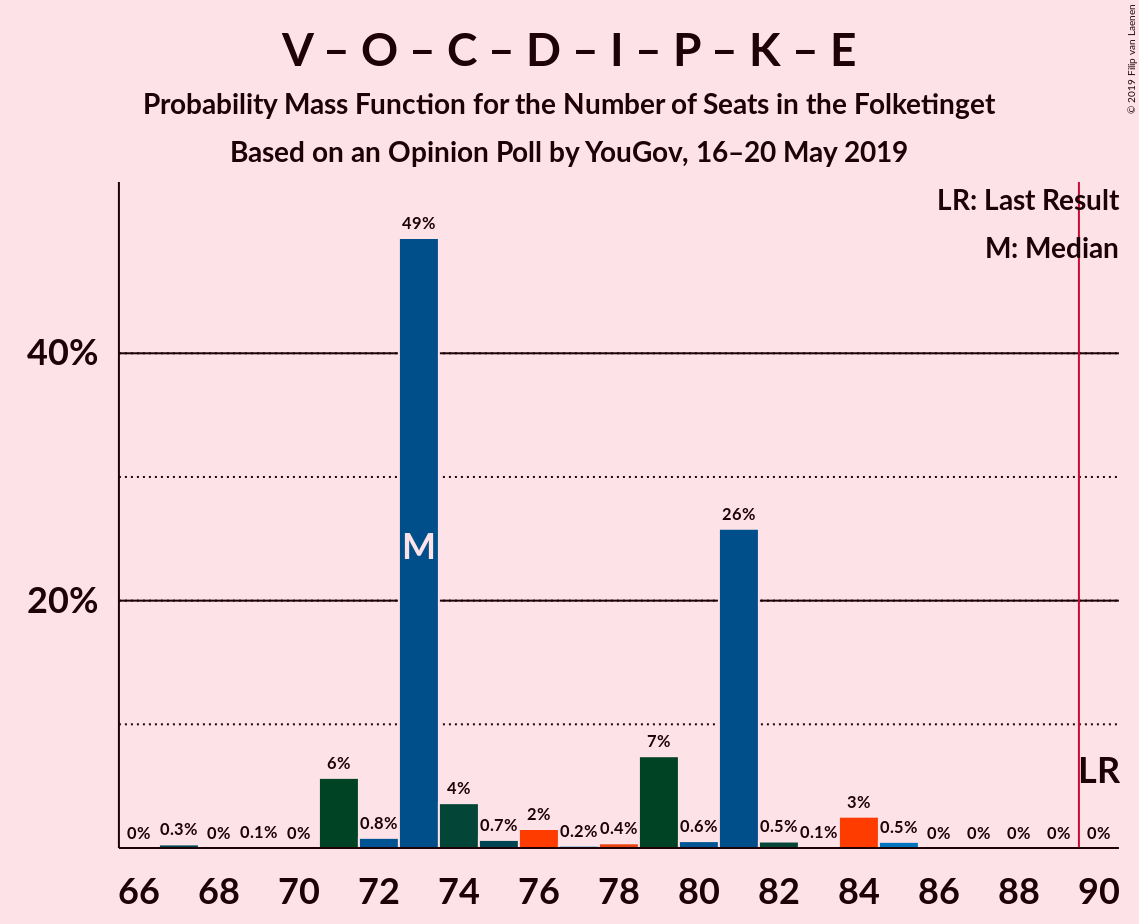 V – O – C – D – I – P – K – E
Probability Mass Function for the Number of Seats in the Folketinget
Based on an Opinion Poll by YouGov, 16–20 May 2019
© 2019 Filip van Laenen
LR: Last Result
M: Median
49%
40%
26%
M
20%
7%
LR
6%
4%
3%
0% 0.3% 0% 0.1% 0% 0.8% 0.7% 2% 0.2% 0.4% 0.6% 0.5% 0.1% 0.5% 0% 0% 0% 0% 0%
66 68 70 72 74 76 78 80 82 84 86 88 90